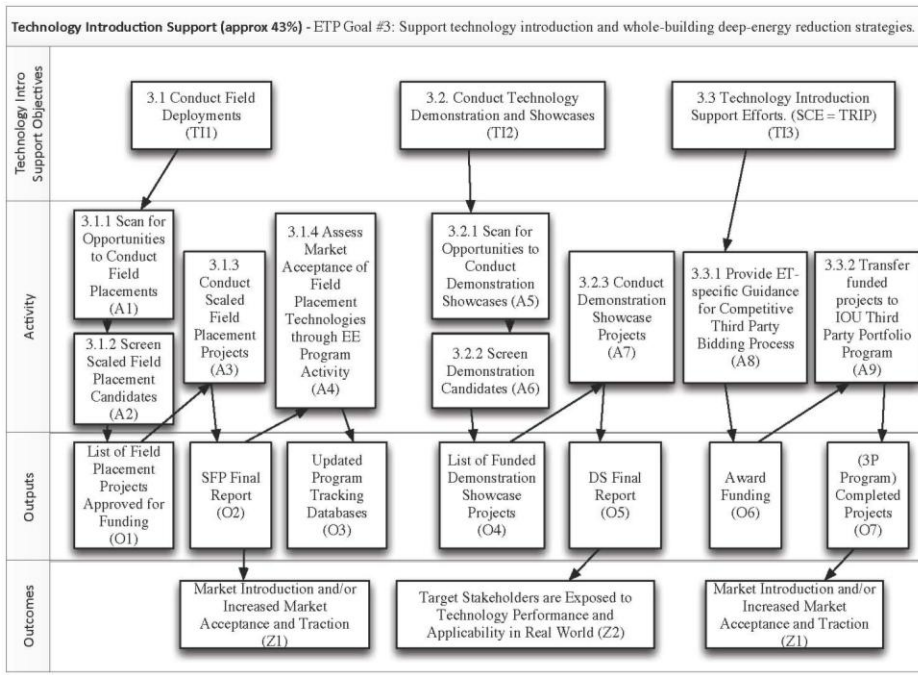 Technology Introduction Support (approx 43%) - ETP Goal #3: Support technology introduction and whole-building deep-energy reduction strategies.
Technology Intro
Support Objectives
3.1 Conduct Field
Deployments
(TI1)
3.2. Conduct Technology
Demonstration and Showcases
(TI2)
3.3 Technology Introduction
Support Efforts. (SCE = TRIP)
(TI3)
Activity
3.1.1 Scan for
Opportunities
to Conduct
Field
Placements
(A1)
3.1.2 Screen
Scaled Field
Placement
Candidates
(A2)
3.1.3
Conduct
Scaled
Field
Placement
Projects
(A3)
3.1.4 Assess
Market
Acceptance of
Field
Placement
Technologies
through EE
Program
Activity
(A4)
3.2.1 Scan for
Opportunities to
Conduct
Demonstration
Showcases (A5)
3.2.2 Screen
Demonstration
Candidates (A6)
3.2.3 Conduct
Demonstration
Showcase
Projects
(A7)
3.3.1 Provide ET-
specific Guidance
for Competitive
Third Party
Bidding Process
(A8)
3.3.2 Transfer
funded
projects to
IOU Third
Party Portfolio
Program
(A9)
Outputs
List of Field
Placement
Projects
Approved for
Funding
(O1)
SFP Final
Report
(O2)
Updated
Program
Tracking
Databases
(O3)
List of Funded
Demonstration
Showcase
Projects
(O4)
DS Final
Report
(O5)
Award
Funding
(O6)
(3P
Program)
Completed
Projects
(O7)
Outcomes
Market Introduction and/or
Increased Market
Acceptance and Traction
(Z1)
Target Stakeholders are Exposed to
Technology Performance and
Applicability in Real World (Z2)
Market Introduction and/or
Increased Market
Acceptance and Traction
(Z1)